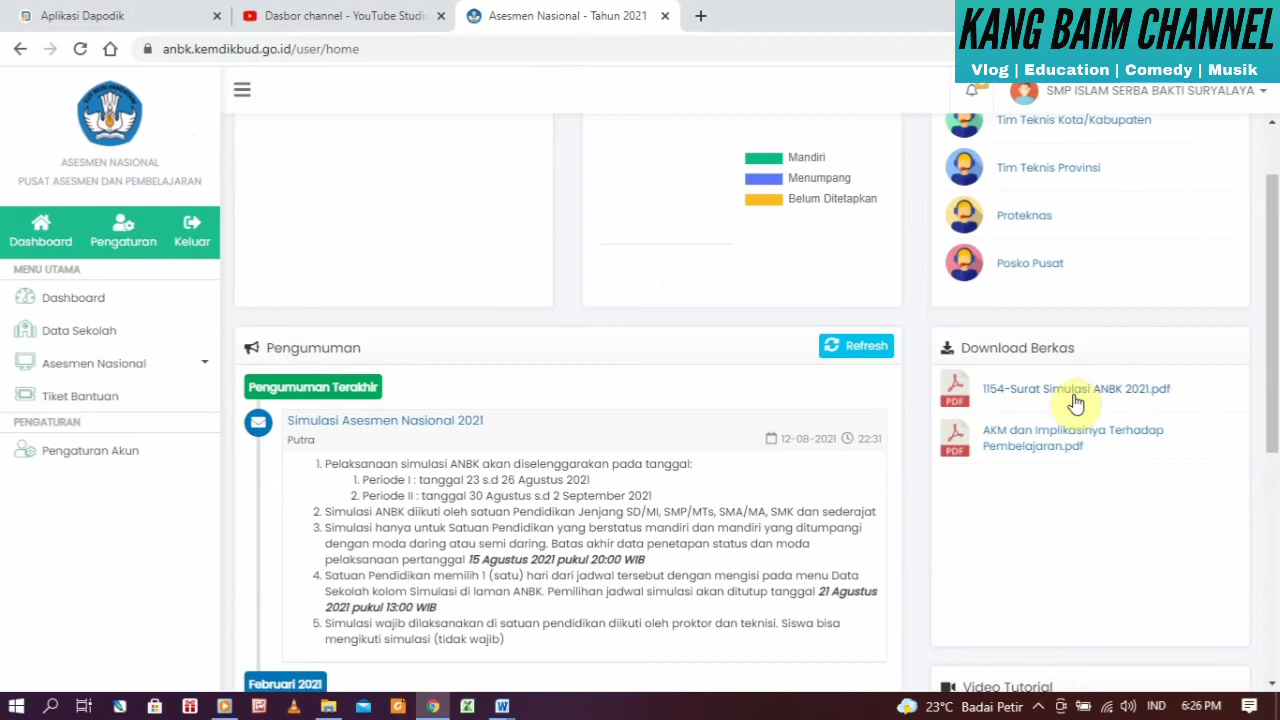 Aplikasi Dapodik
Dasbor channel - YouTube Studio
Asesmen Nasional - Tahun 2021
anbk.kemdikbud.go.id/user/home
KANG BAIM CHANNEL
Vlog | Education | Comedy | Musik
SMP ISLAM SERBA BAKTI SURYALAYA
ASESMEN NASIONAL
PUSAT ASESMEN DAN PEMBELAJARAN
Dashboard Pengaturan Keluar
MENU UTAMA
Dashboard
Data Sekolah
Asesmen Nasional
Tiket Bantuan
PENGATURAN
Pengaturan Akun
Mandiri
Menumpang
Belum Ditetapkan
Tim Teknis Kota/Kabupaten
Tim Teknis Provinsi
Proteknas
Posko Pusat
Pengumuman
Refresh
Pengumuman Terakhir
Simulasi Asesmen Nasional 2021
Putra
12-08-2021 22:31
1. Pelaksanaan simulasi ANBK akan diselenggarakan pada tanggal:
1. Periode I : tanggal 23 s.d 26 Agustus 2021
2. Periode II : tanggal 30 Agustus s.d 2 September 2021
2. Simulasi ANBK diikuti oleh satuan Pendidikan Jenjang SD/MI, SMP/MTs, SMA/MA, SMK dan sederajat
3. Simulasi hanya untuk Satuan Pendidikan yang berstatus mandiri dan mandiri yang ditumpangi
dengan moda daring atau semi daring. Batas akhir data penetapan status dan moda
pelaksanaan pertanggal 15 Agustus 2021 pukul 20:00 WIB
4. Satuan Pendidikan memilih 1 (satu) hari dari jadwal tersebut dengan mengisi pada menu Data
Sekolah kolom Simulasi di laman ANBK. Pemilihan jadwal simulasi akan ditutup tanggal 21 Agustus
2021 pukul 13:00 WIB
5. Simulasi wajib dilaksanakan di satuan pendidikan diikuti oleh proktor dan teknisi. Siswa bisa
mengikuti simulasi (tidak wajib)
Februari 2021
Download Berkas
PDF
1154-Surat Simulasi ANBK 2021.pdf
PDF
AKM dan Implikasinya Terhadap
Pembelajaran.pdf
Video Tutorial
23°C Badai Petir
IND
6:26 PM